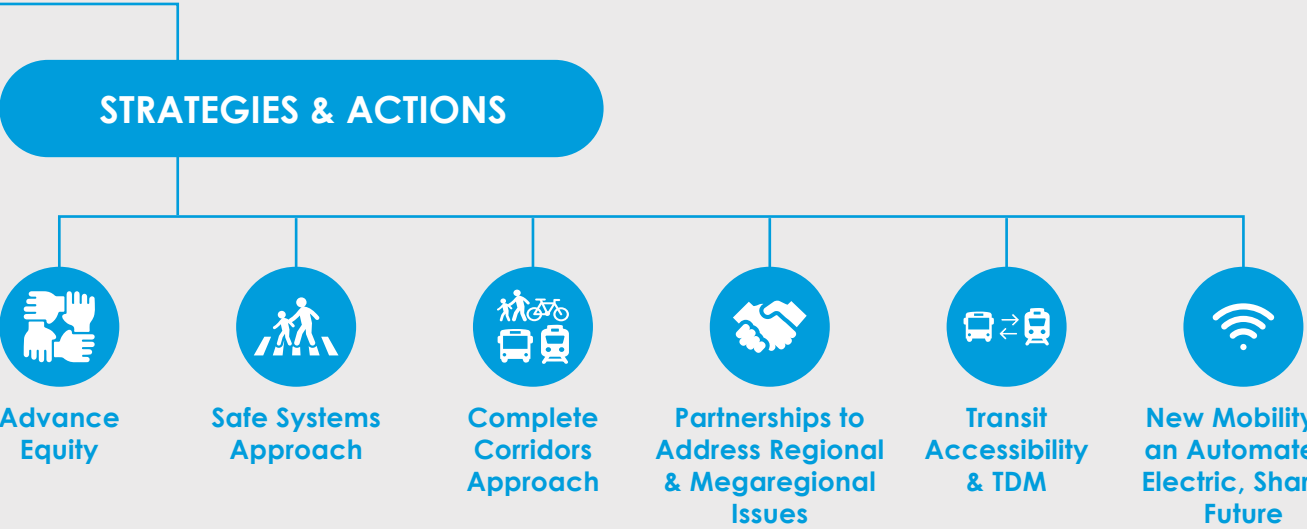 STRATEGIES & ACTIONS
Advance
Equity
Safe Systems
Approach
Complete
Corridors
Approach
Partnerships to
Address Regional
& Megaregional
Issues
Transit
Accessibility
& TDM
New Mobility
an Automate
Electric, Shar
Future